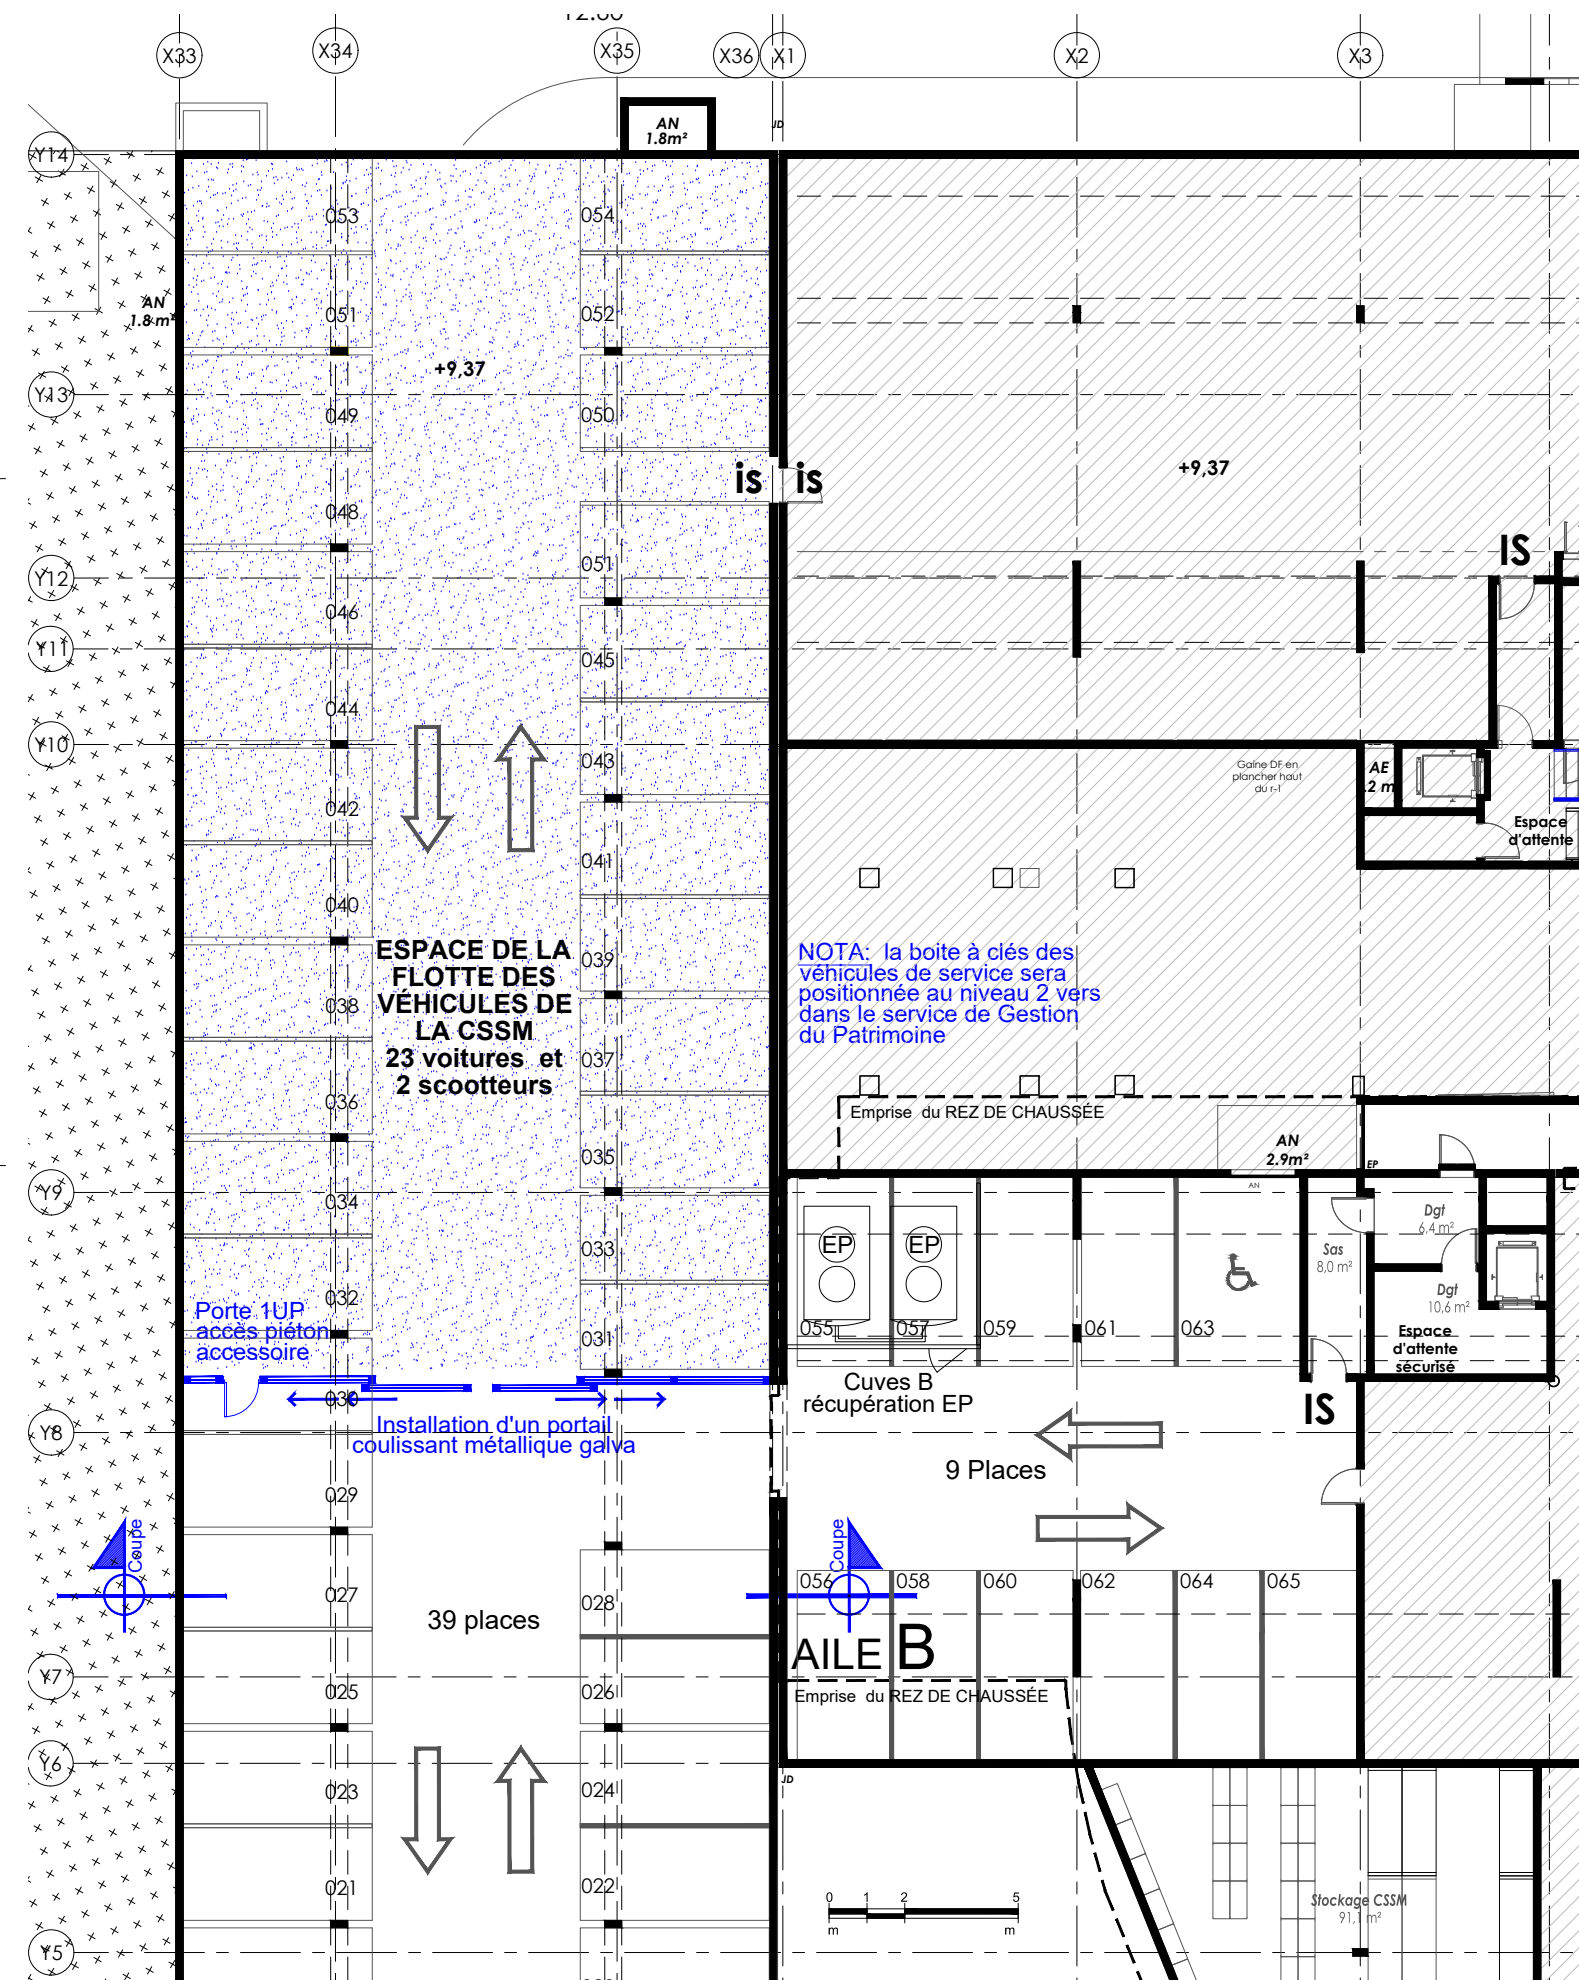 X33
X34
X35
X36
X1
X2
X3
AN
1.8m²
JD
Y14
053
054
AN
1.8 m²
051
052
+9,37
Y13
049
050
is
is
+9,37
048
IS
051
Y12
046
Y11
045
044
Y10
043
Gaine DF en
plancher haut
du r-1
AE
.2 m
042
Espace
d'attente
041
040
ESPACE DE LA
FLOTTE DES
VÉHICULES DE
LA CSSM
23 voitures et
2 scootteurs
039
NOTA: la boite à clés des
véhicules de service sera
positionnée au niveau 2 vers
dans le service de Gestion
du Patrimoine
038
037
036
Emprise du REZ DE CHAUSSÉE
AN
2.9m²
035
EP
Y9
034
AN
Dgt
6,4 m²
033
EP
EP
Sas
8,0 m²
032
Dgt
10,6 m²
Porte 1UP
accès piéton
accessoire
031
055
057
059
061
063
Espace
d'attente
sécurisé
030
Cuves B
récupération EP
IS
Y8
Installation d'un portail
coulissant métallique galva
9 Places
029
Coupe
Coupe
027
028
056
058
060
062
064
065
39 places
AILE B
Y7
025
026
Emprise du REZ DE CHAUSSÉE
Y6
JD
023
024
021
022
0 1 2 5
m m
Stockage CSSM
91,1 m²
Y5